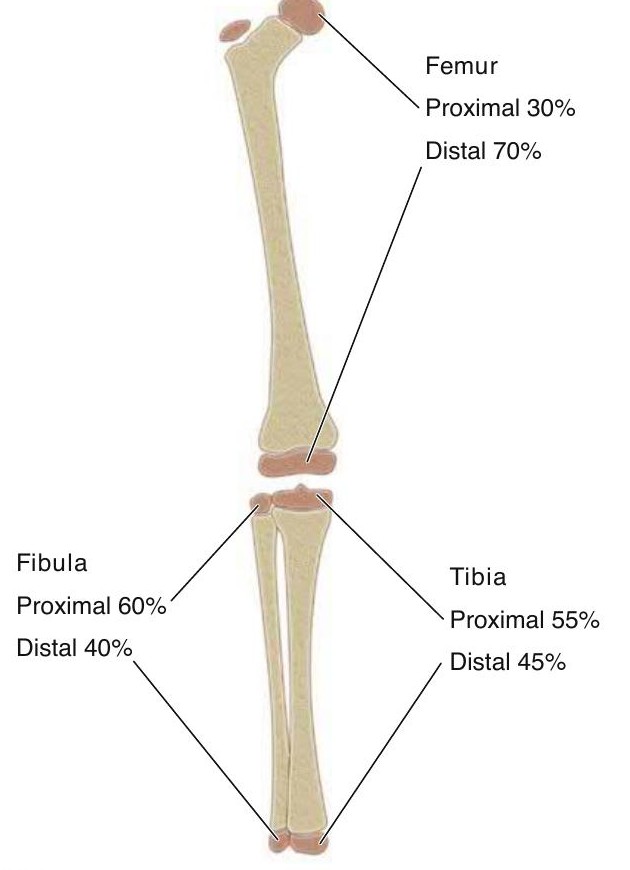 Femur
Proximal 30%
Distal 70%
Fibula
Proximal 60%
Distal 40%
Tibia
Proximal 55%
Distal 45%